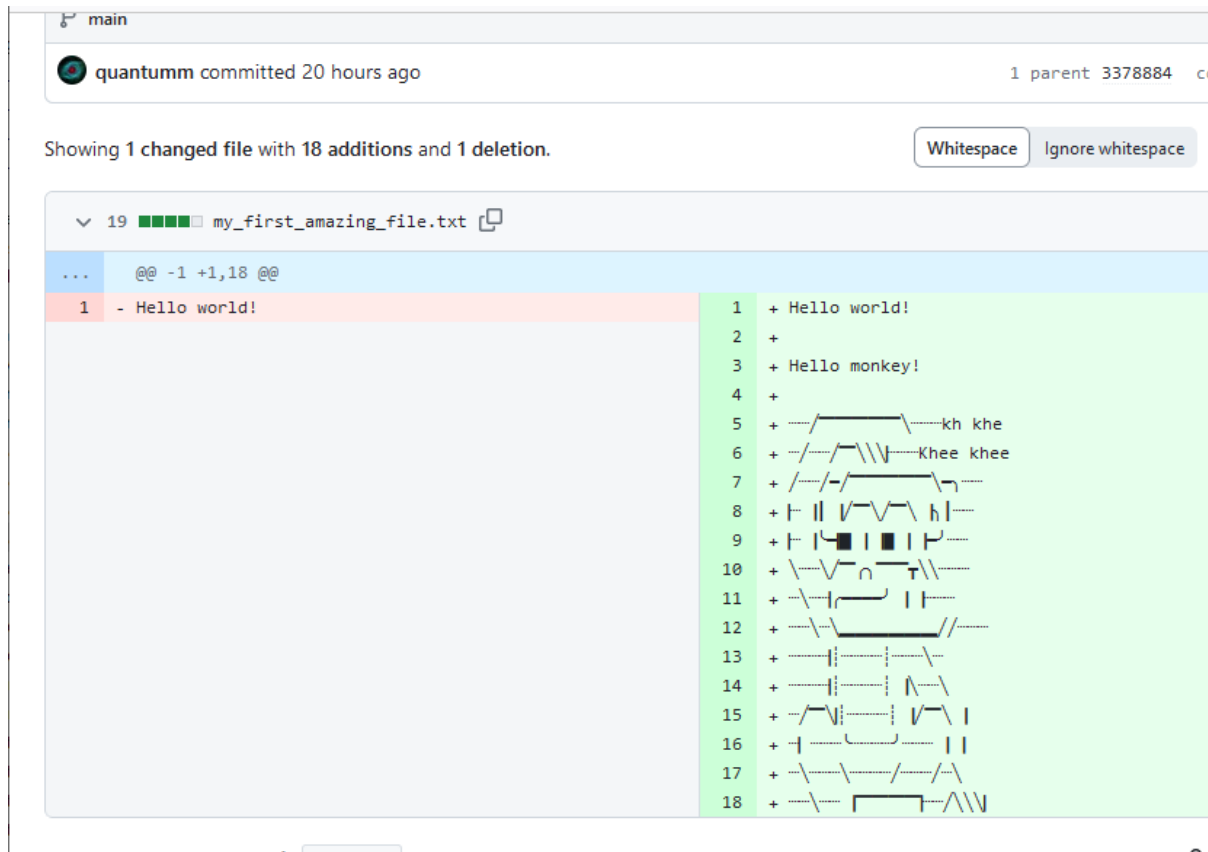 main
quantumm committed 20 hours ago
1 parent 3378884
Showing 1 changed file with 18 additions and 1 deletion.
Whitespace
Ignore whitespace
19 my_first_amazing_file.txt
... @@ -1 +1,18 @@
1 - Hello world!
1 + Hello world!
2 +
3 + Hello monkey!
4 +
5 + kh khe
6 + Khee khee
7 +
8 +
9 +
10 +
11 +
12 +
13 +
14 +
15 +
16 +
17 +
18 +